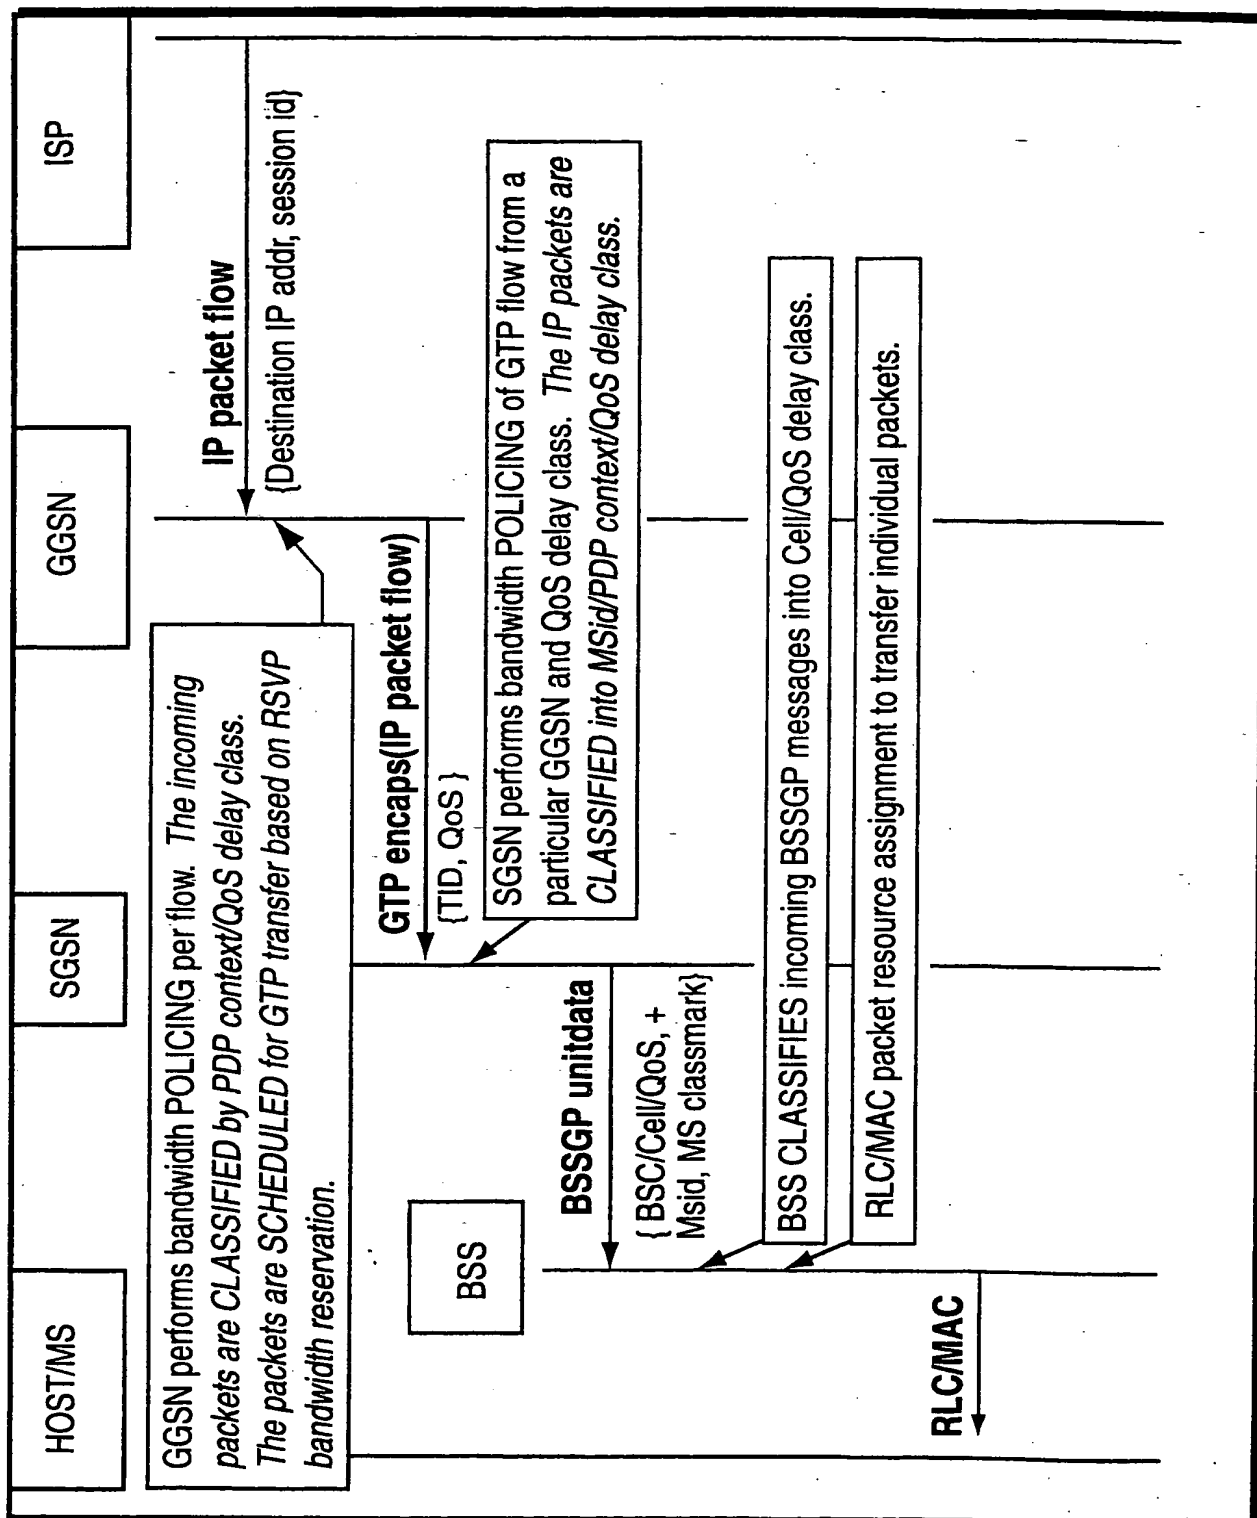 HOST/MS
SGSN
GGSN
ISP
GGSN performs bandwidth POLICING per flow. The incoming
packets are CLASSIFIED by PDP context/QoS delay class.
The packets are SCHEDULED for GTP transfer based on RSVP
bandwidth reservation.
IP packet flow
{Destination IP addr, session id}
GTP encaps(IP packet flow)
{TID, QoS }
SGSN performs bandwidth POLICING of GTP flow from a
particular GGSN and QoS delay class. The IP packets are
CLASSIFIED into MSid/PDP context/QoS delay class.
BSS
BSSGP unitdata
{ BSC/Cell/QoS, +
Msid, MS classmark}
BSS CLASSIFIES incoming BSSGP messages into Cell/QoS delay class.
RLC/MAC packet resource assignment to transfer individual packets.
RLC/MAC